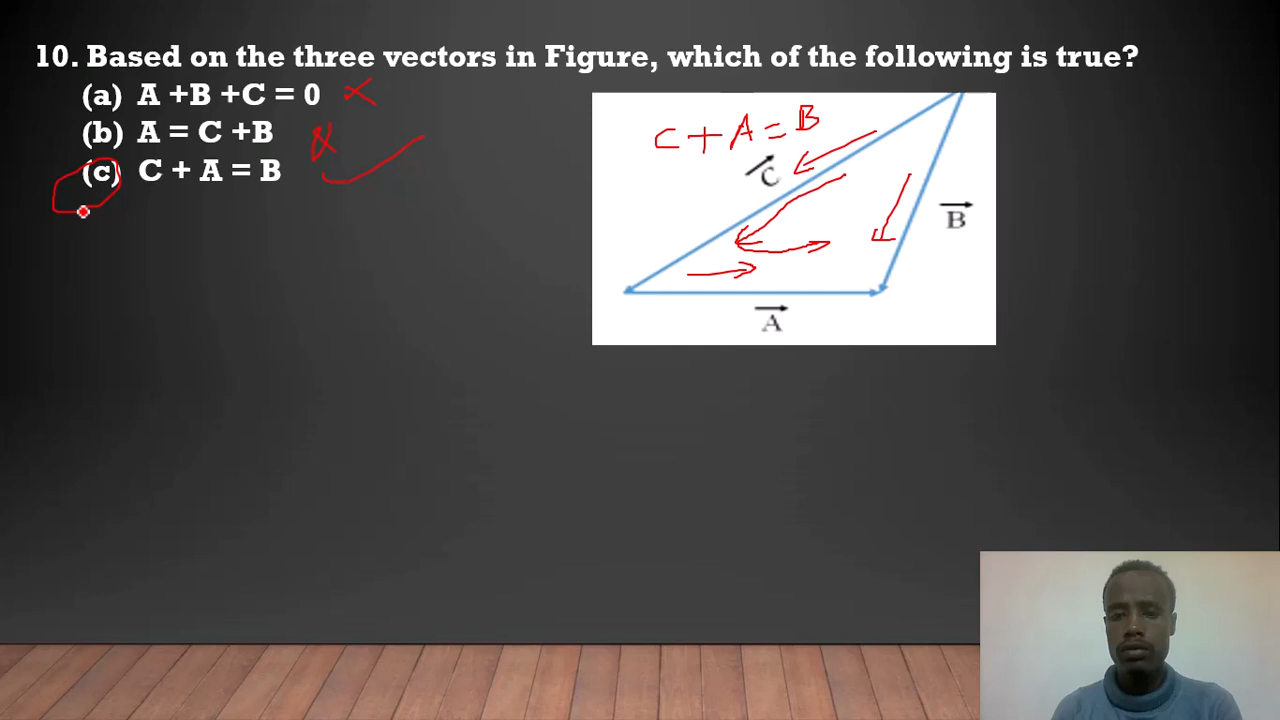 10. Based on the three vectors in Figure, which of the following is true?
(a) A +B +C = 0
(b) A = C +B
(c) C + A = B
C + A = B
C
B
A